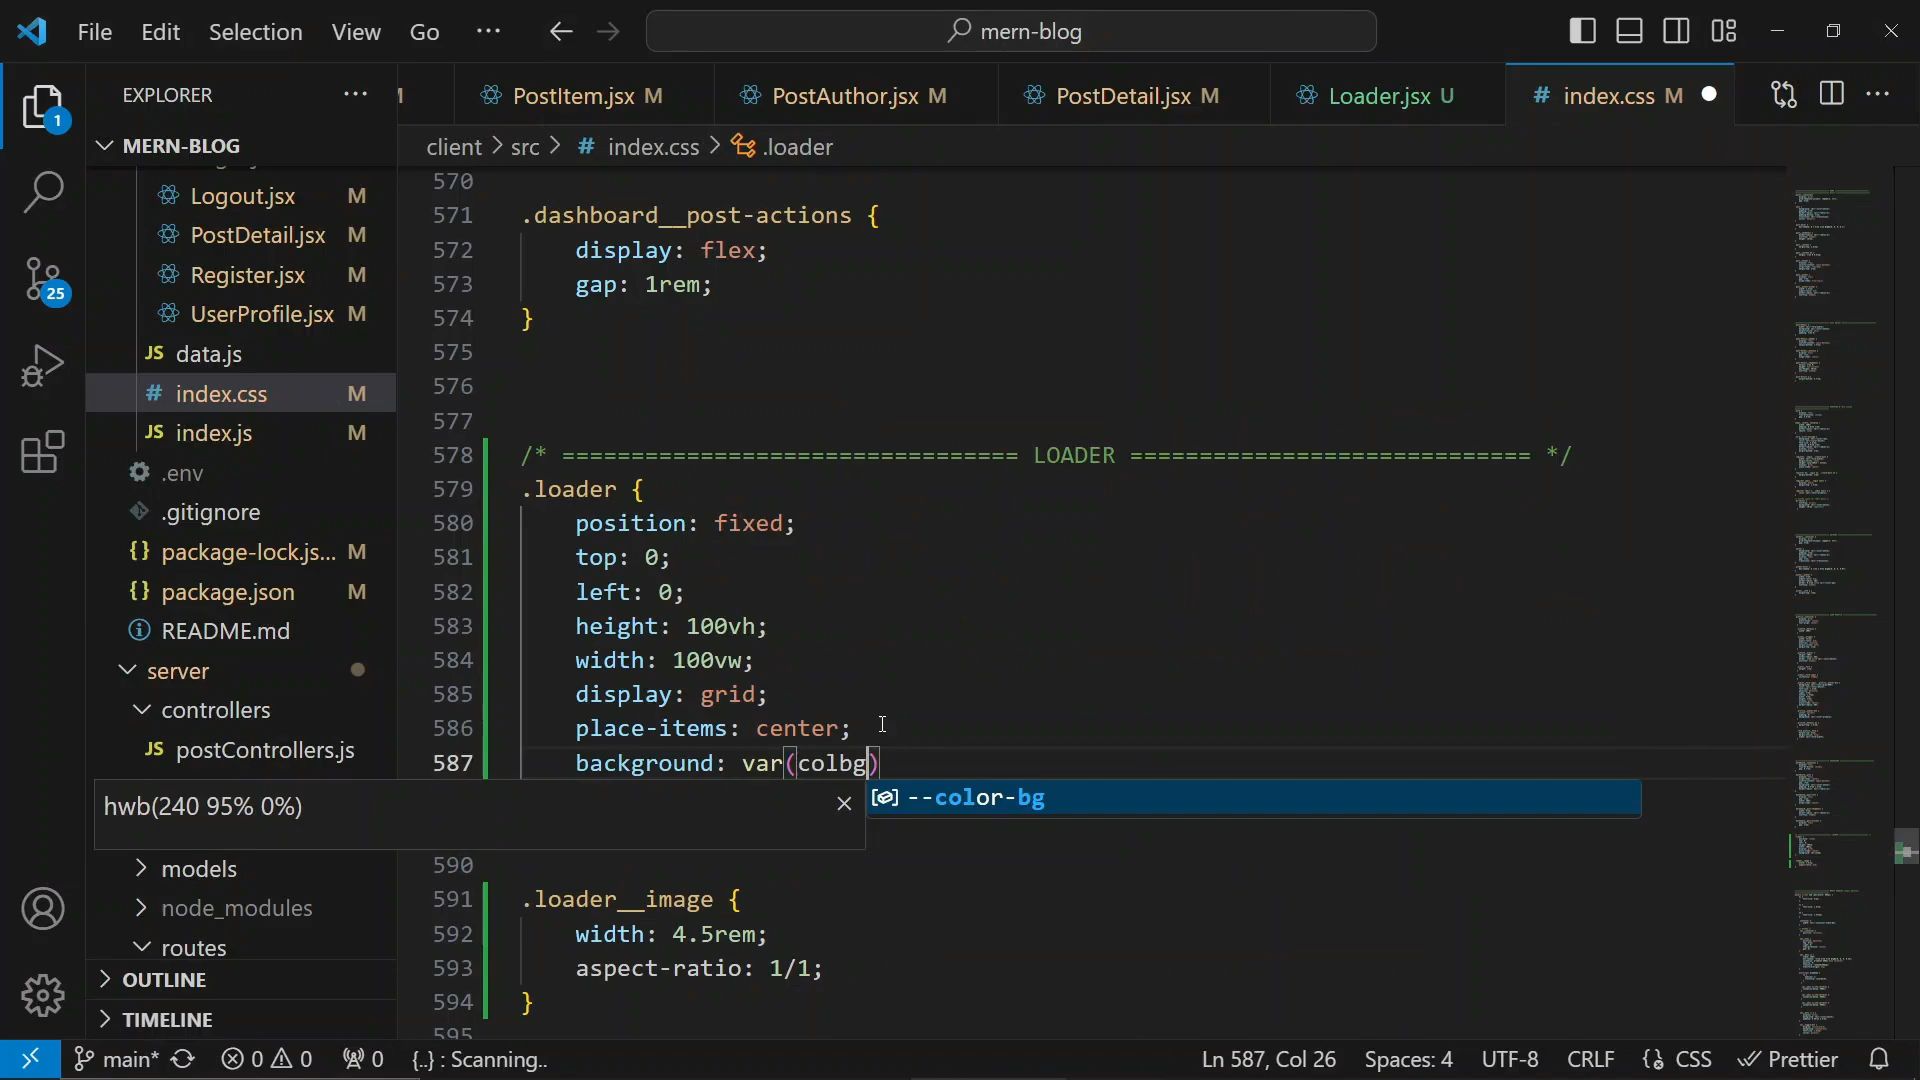 File Edit View Go ··· mern-blog
EXPLORER ···
M PostItem.jsx M PostAuthor.jsx M PostDetail.jsx M Loader.jsx U # index.css M ···
client > src > # index.css > .loader
MERN-BLOG
Logout.jsx M
PostDetail.jsx M
Register.jsx M
UserProfile.jsx M
JS data.js
# index.css M
JS index.js M
.env
.gitignore
{} package-lock.js... M
{} package.json M
README.md
server
controllers
JS postControllers.js
models
node_modules
routes
OUTLINE
TIMELINE
1
25
570
571 .dashboard__post-actions {
572 display: flex;
573 gap: 1rem;
574 }
575
576
577
578 /* ================================= LOADER ============================= */
579 .loader {
580 position: fixed;
581 top: 0;
582 left: 0;
583 height: 100vh;
584 width: 100vw;
585 display: grid;
586 place-items: center;
587 background: var(colbg)
hwb(240 95% 0%)
--color-bg
590
591 .loader__image {
592 width: 4.5rem;
593 aspect-ratio: 1/1;
594 }
595
main* 0 0 0 {..} : Scanning.. Ln 587, Col 26 Spaces: 4 UTF-8 CRLF {} CSS Prettier